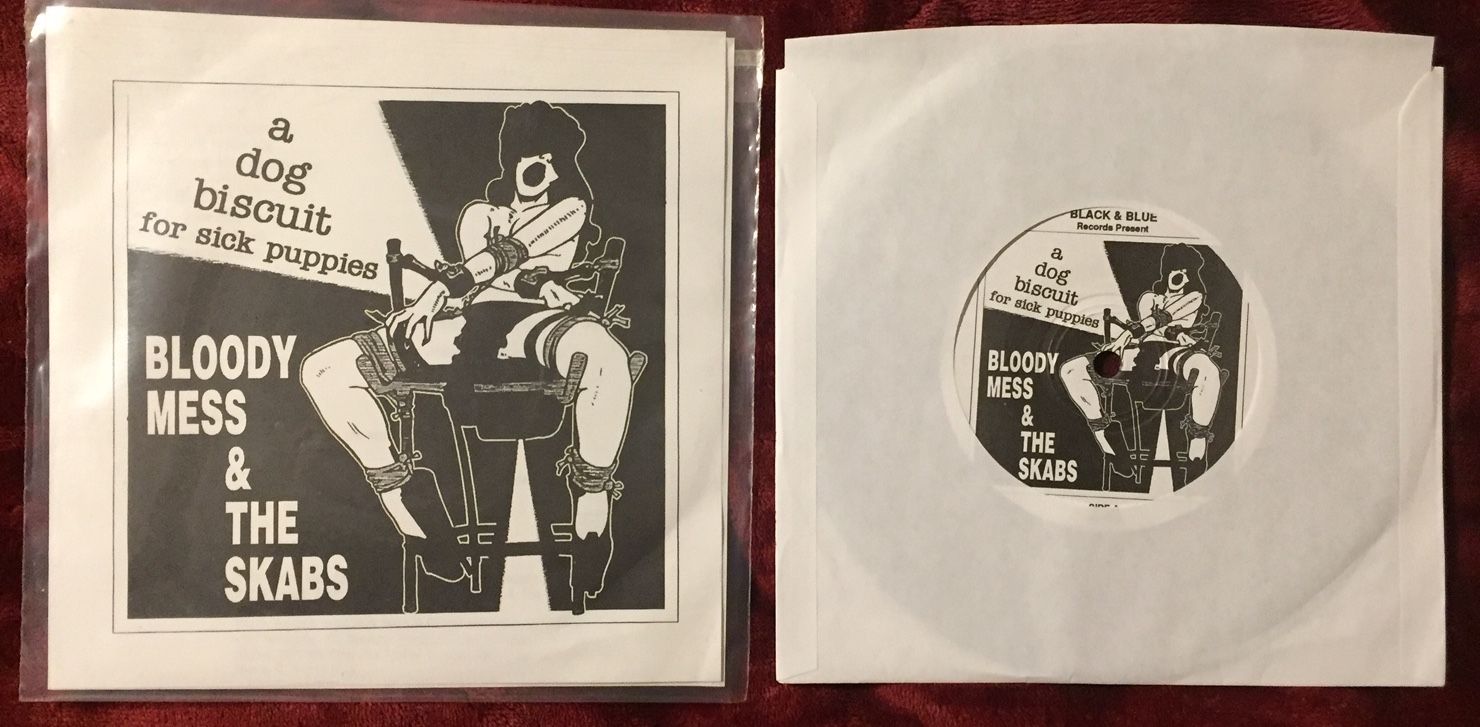 a
dog
biscuit
for sick puppies
BLOODY
MESS
&
THE
SKABS
BLACK & BLUE
Records Present
a
dog
biscuit
for sick puppies
BLOODY
MESS
&
THE
SKABS